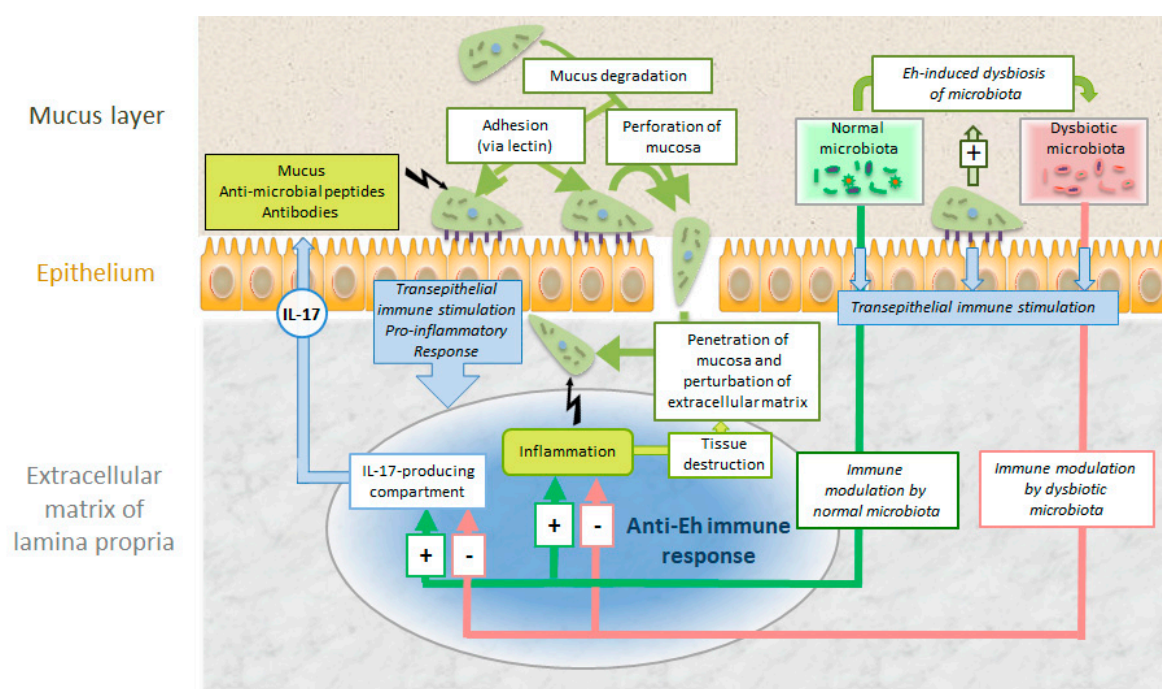 Mucus layer
Mucus degradation
Adhesion
(via lectin)
Perforation of
mucosa
Eh-induced dysbiosis
of microbiota
Normal
microbiota
+
Dysbiotic
microbiota
Mucus
Anti-microbial peptides
Antibodies
Epithelium
IL-17
Transepithelial
immune stimulation
Pro-inflammatory
Response
Transepithelial immune stimulation
Penetration of
mucosa and
perturbation of
extracellular matrix
Extracellular
matrix of
lamina propria
IL-17-producing
compartment
Inflammation
Tissue
destruction
Immune
modulation by
normal microbiota
Immune modulation
by dysbiotic
microbiota
+
-
+
-
Anti-Eh immune
response